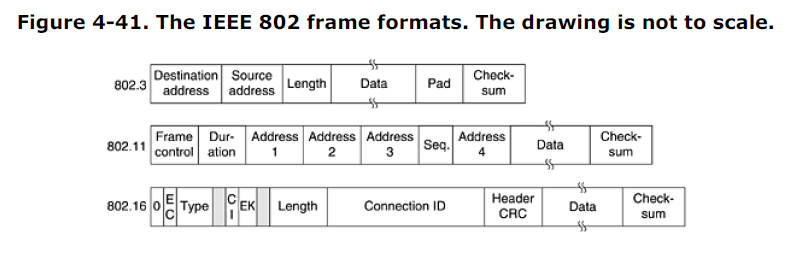 Figure 4-41. The IEEE 802 frame formats. The drawing is not to scale.
802.3 Destination address Source address Length Data Pad Check-sum
802.11 Frame control Dur-ation Address 1 Address 2 Address 3 Seq. Address 4 Data Check-sum
802.16 0 EC Type CI EK Length Connection ID Header CRC Data Check-sum